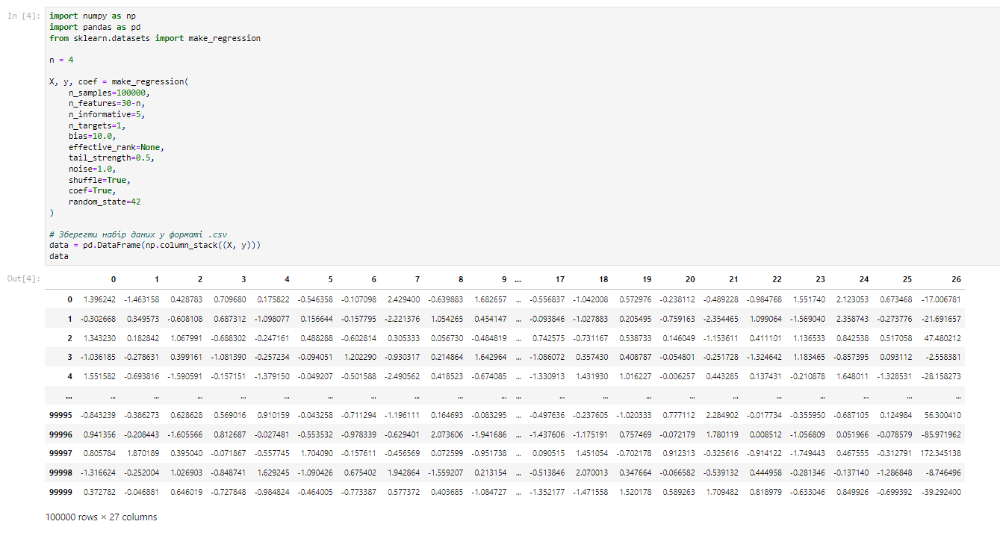 In [4]:
import numpy as np
import pandas as pd
from sklearn.datasets import make_regression
n = 4
X, y, coef = make_regression(
n_samples=100000,
n_features=30-n,
n_informative=5,
n_targets=1,
bias=10.0,
effective_rank=None,
tail_strength=0.5,
noise=1.0,
shuffle=True,
coef=True,
random_state=42
)
# Зберегти набір даних у форматі .csv
data = pd.DataFrame(np.column_stack((X, y)))
data
Out[4]:
0 1 2 3 4 5 6 7 8 9 ... 17 18 19 20 21 22 23 24 25 26
0 1.396242 -1.463158 0.428783 0.709680 0.175822 -0.546358 -0.107098 2.429400 -0.639883 1.682657 ... -0.556837 -1.042008 0.572976 -0.238112 -0.489228 -0.984768 1.551740 2.123053 0.673468 -17.006781
1 -0.302668 0.349573 -0.608108 0.687312 -1.098077 0.156644 -0.157795 -2.221376 1.054265 0.454147 ... -0.093846 -1.027883 0.205495 -0.759163 -2.354465 1.099064 -1.569040 2.358743 -0.273776 -21.691657
2 1.343230 0.182842 1.067991 -0.688302 -0.247161 0.488288 -0.602814 0.305333 0.056730 -0.484819 ... 0.742575 -0.731167 0.538733 0.146049 -1.153611 0.411101 1.136533 0.842538 0.517058 47.480212
3 -1.036185 -0.278631 0.399161 -1.081390 -0.257234 -0.094051 1.202290 -0.930317 0.214864 1.642964 ... -1.086072 0.357430 0.408787 -0.054801 -0.251728 -1.324642 1.183465 -0.857395 0.093112 -2.558381
4 1.551582 -0.693816 -1.590591 -0.157151 -1.379150 -0.049207 -0.501588 -2.490562 0.418523 -0.674085 ... -1.330913 1.431930 1.016227 -0.006257 0.443285 0.137431 -0.210878 1.648011 -1.328531 -28.158273
... ... ... ... ... ... ... ... ... ... ... ... ... ... ... ... ... ... ... ... ... ...
99995 -0.843239 -0.386273 0.628628 0.569016 0.910159 -0.043258 -0.711294 -1.196111 0.164693 -0.083295 ... -0.497636 -0.237605 -1.020333 0.777112 2.284902 -0.017734 -0.355950 -0.687105 0.124984 56.300410
99996 0.941356 -0.208443 -1.605566 0.812687 -0.027481 -0.553532 -0.978339 -0.629401 2.073606 -1.941686 ... -1.437606 -1.175191 0.757469 -0.072179 1.780119 0.008512 -1.056809 0.051966 -0.078579 -85.971962
99997 0.805784 1.870189 0.395040 -0.071867 -0.557745 1.704090 -0.157611 -0.456569 0.072599 -0.951738 ... 0.090515 1.451054 -0.702178 0.912313 -0.325616 -0.914122 -1.749443 0.467555 -0.312791 172.345138
99998 -1.316624 -0.252004 1.026903 -0.848741 1.629245 -1.090426 0.675402 1.942864 -1.559207 0.213154 ... -0.513846 2.070013 0.347664 -0.066582 -0.539132 0.444958 -0.281346 -0.137140 -1.286848 -8.746496
99999 0.372782 -0.046881 0.646019 -0.727848 -0.984824 -0.464005 -0.773387 0.577372 0.403685 -1.084727 ... -1.352177 -1.471558 1.520178 0.589263 1.709482 0.818979 -0.633046 0.849926 -0.699392 -39.292400
100000 rows × 27 columns